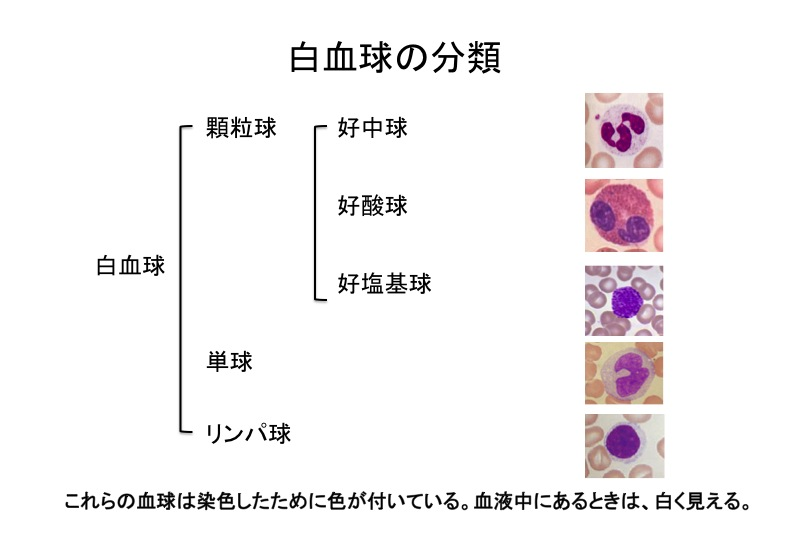 白血球の分類
顆粒球
好中球
好酸球
白血球
好塩基球
単球
リンパ球
これらの血球は染色したために色が付いている。血液中にあるときは、白く見える。